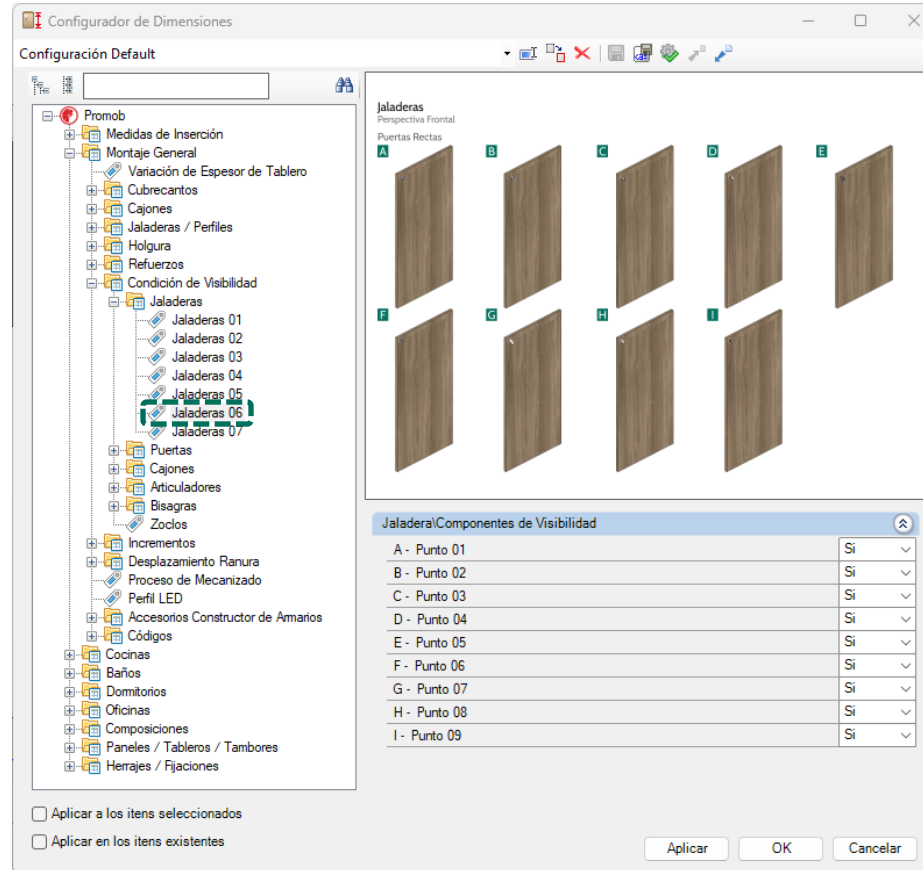 Configurador de Dimensiones
Configuración Default
Promob
Medidas de Inserción
Montaje General
Variación de Espesor de Tablero
Cubrecantos
Cajones
Jaladeras / Perfiles
Holgura
Refuerzos
Condición de Visibilidad
Jaladeras
Jaladeras 01
Jaladeras 02
Jaladeras 03
Jaladeras 04
Jaladeras 05
Jaladeras 06
Jaladeras 07
Puertas
Cajones
Articuladores
Bisagras
Zoclos
Incrementos
Desplazamiento Ranura
Proceso de Mecanizado
Perfil LED
Accesorios Constructor de Armarios
Códigos
Cocinas
Baños
Dormitorios
Oficinas
Composiciones
Paneles / Tableros / Tambores
Herrajes / Fijaciones
Jaladeras
Perspectiva Frontal
Puertas Rectas
A B C D E
F G H I
Jaladera\Componentes de Visibilidad
A - Punto 01 Si
B - Punto 02 Si
C - Punto 03 Si
D - Punto 04 Si
E - Punto 05 Si
F - Punto 06 Si
G - Punto 07 Si
H - Punto 08 Si
I - Punto 09 Si
Aplicar a los itens seleccionados
Aplicar en los itens existentes
Aplicar OK Cancelar